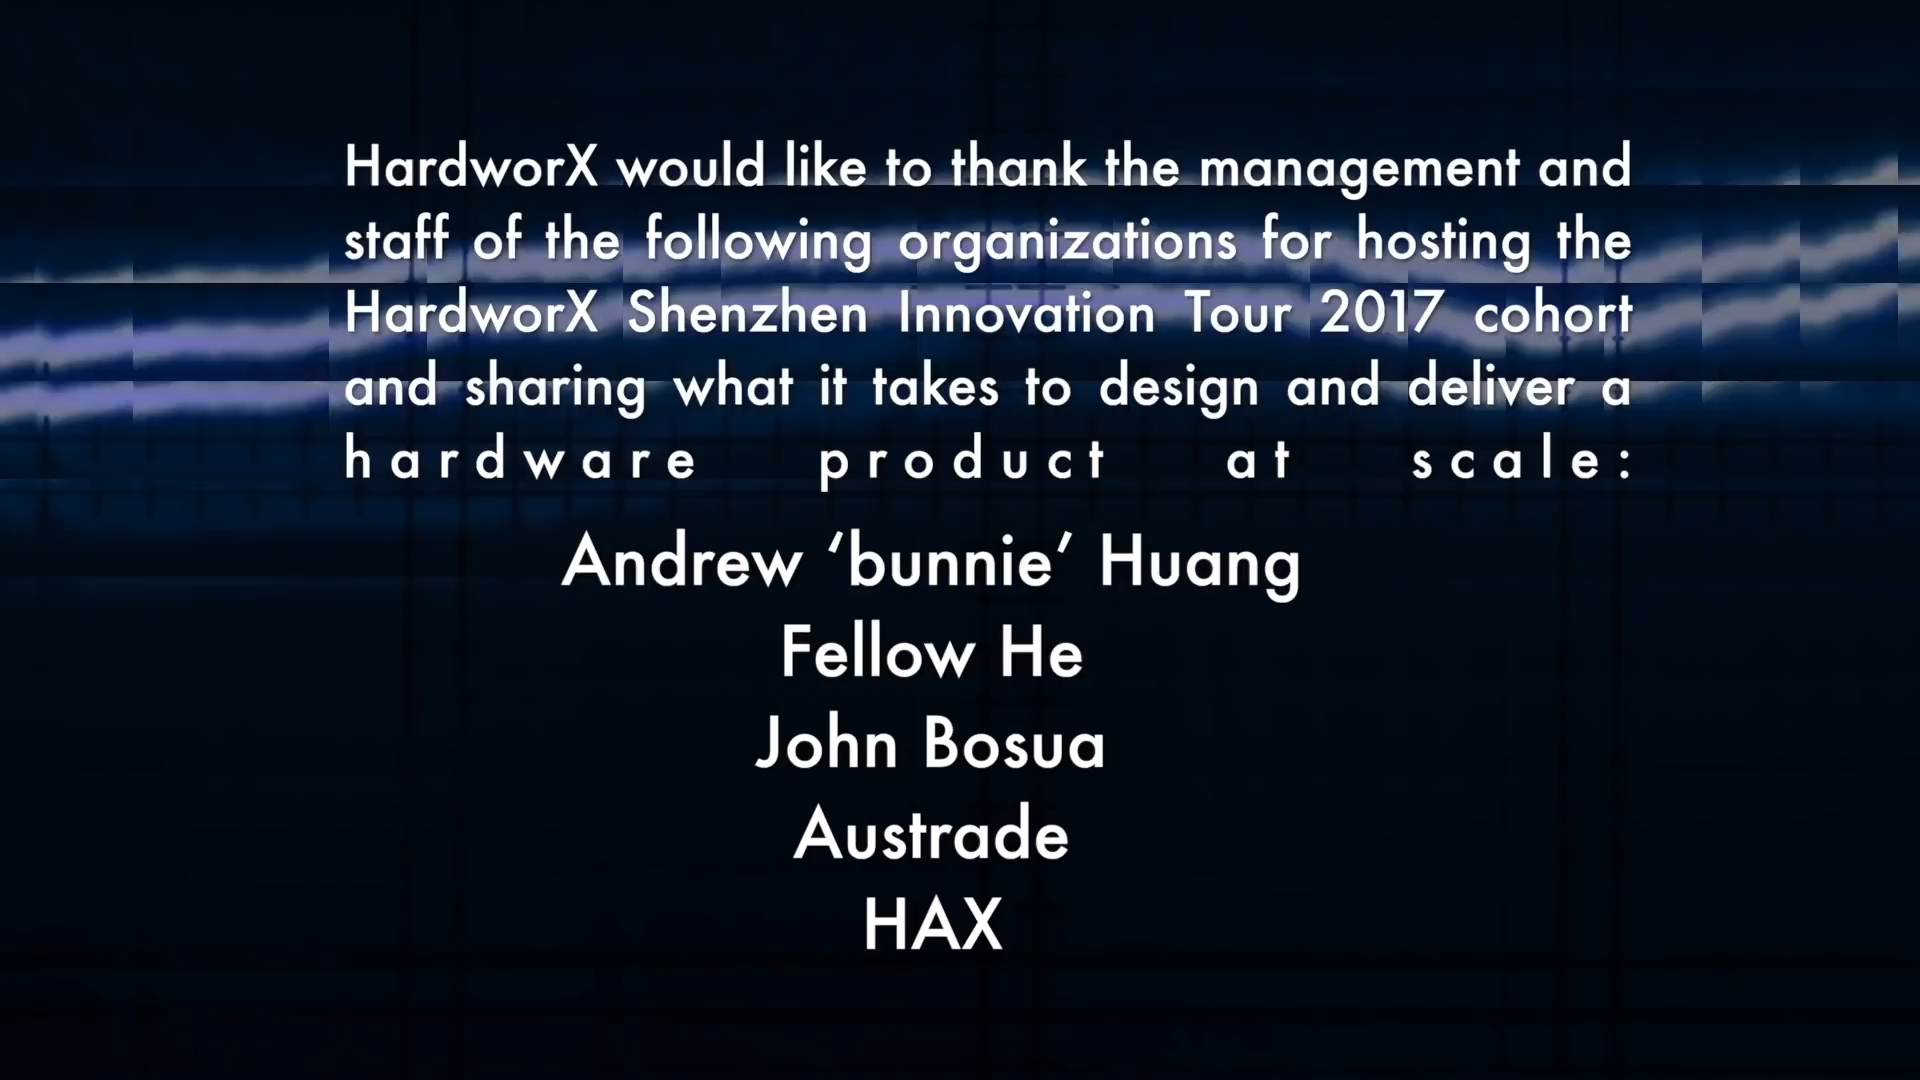 HardworX would like to thank the management and
staff of the following organizations for hosting the
HardworX Shenzhen Innovation Tour 2017 cohort
and sharing what it takes to design and deliver a
hardware product at scale:
Andrew ‘bunnie’ Huang
Fellow He
John Bosua
Austrade
HAX